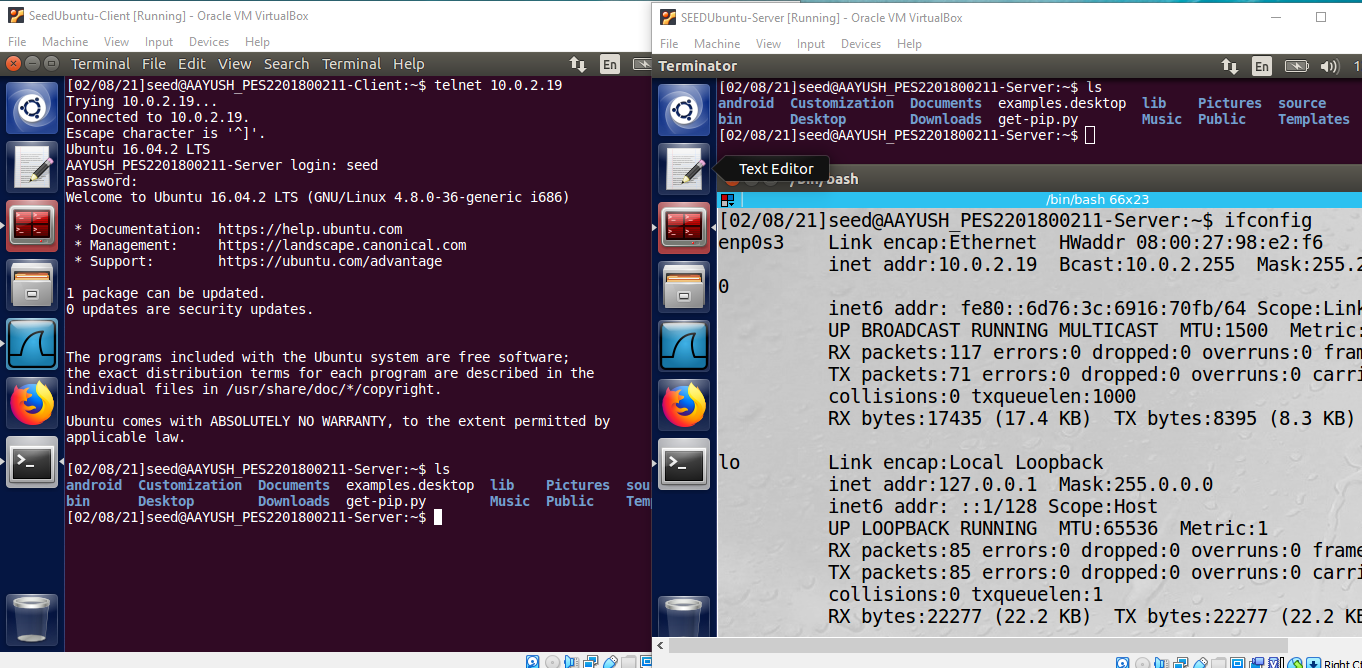 SeedUbuntu-Client [Running] - Oracle VM VirtualBox
File Machine View Input Devices Help
Terminal File Edit View Search Terminal Help En
[02/08/21]seed@AAYUSH_PES2201800211-Client:~$ telnet 10.0.2.19
Trying 10.0.2.19...
Connected to 10.0.2.19.
Escape character is '^]'.
Ubuntu 16.04.2 LTS
AAYUSH_PES2201800211-Server login: seed
Password:
Welcome to Ubuntu 16.04.2 LTS (GNU/Linux 4.8.0-36-generic i686)
* Documentation: https://help.ubuntu.com
* Management: https://landscape.canonical.com
* Support: https://ubuntu.com/advantage
1 package can be updated.
0 updates are security updates.
The programs included with the Ubuntu system are free software;
the exact distribution terms for each program are described in the
individual files in /usr/share/doc/*/copyright.
Ubuntu comes with ABSOLUTELY NO WARRANTY, to the extent permitted by
applicable law.
[02/08/21]seed@AAYUSH_PES2201800211-Server:~$ ls
android Customization Documents examples.desktop lib Pictures sou
bin Desktop Downloads get-pip.py Music Public Tem
[02/08/21]seed@AAYUSH_PES2201800211-Server:~$
SEEDUbuntu-Server [Running] - Oracle VM VirtualBox
File Machine View Input Devices Help
Terminator En 1
[02/08/21]seed@AAYUSH_PES2201800211-Server:~$ ls
android Customization Documents examples.desktop lib Pictures source
bin Desktop Downloads get-pip.py Music Public Templates
[02/08/21]seed@AAYUSH_PES2201800211-Server:~$
Text Editor
/bin/bash
/bin/bash 66x23
[02/08/21]seed@AAYUSH_PES2201800211-Server:~$ ifconfig
enp0s3 Link encap:Ethernet HWaddr 08:00:27:98:e2:f6
inet addr:10.0.2.19 Bcast:10.0.2.255 Mask:255.2
0
inet6 addr: fe80::6d76:3c:6916:70fb/64 Scope:Link
UP BROADCAST RUNNING MULTICAST MTU:1500 Metric:
RX packets:117 errors:0 dropped:0 overruns:0 fram
TX packets:71 errors:0 dropped:0 overruns:0 carri
collisions:0 txqueuelen:1000
RX bytes:17435 (17.4 KB) TX bytes:8395 (8.3 KB)
lo Link encap:Local Loopback
inet addr:127.0.0.1 Mask:255.0.0.0
inet6 addr: ::1/128 Scope:Host
UP LOOPBACK RUNNING MTU:65536 Metric:1
RX packets:85 errors:0 dropped:0 overruns:0 frame
TX packets:85 errors:0 dropped:0 overruns:0 carri
collisions:0 txqueuelen:1
RX bytes:22277 (22.2 KB) TX bytes:22277 (22.2 KB
Right Ct